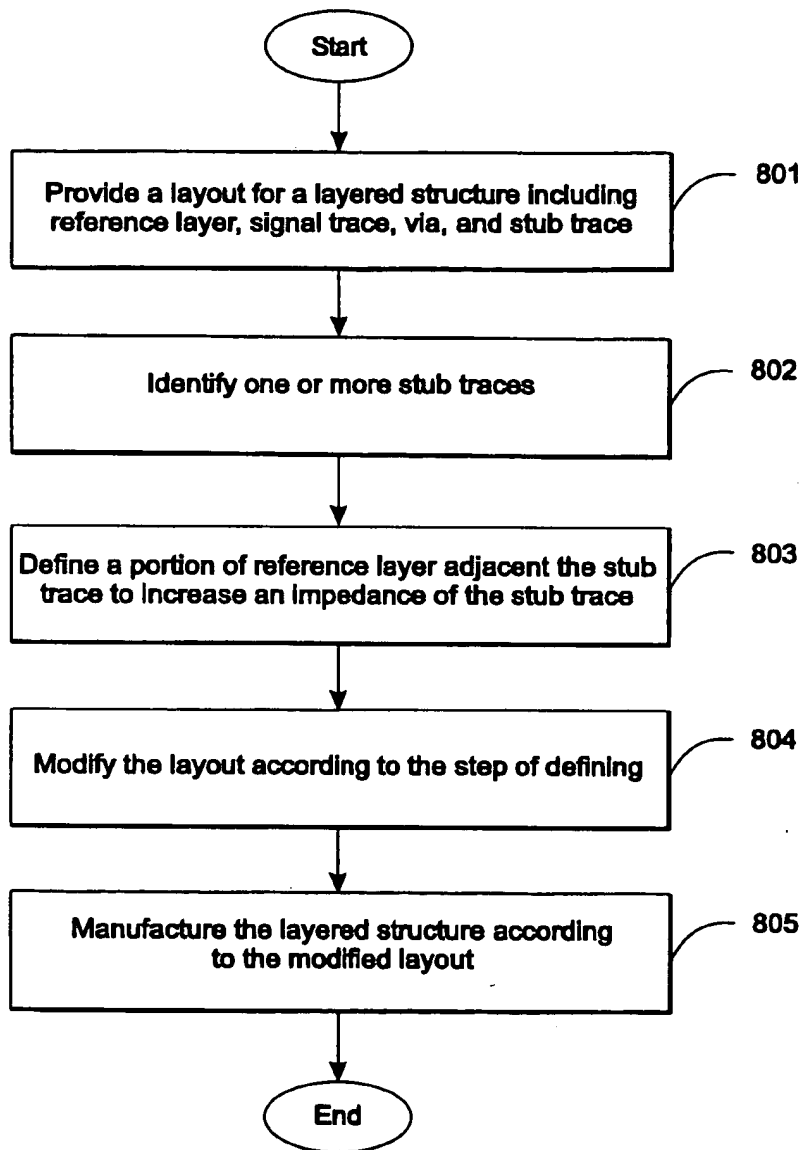 Start
Provide a layout for a layered structure including
reference layer, signal trace, via, and stub trace
801
Identify one or more stub traces
802
Define a portion of reference layer adjacent the stub
trace to increase an impedance of the stub trace
803
Modify the layout according to the step of defining
804
Manufacture the layered structure according
to the modified layout
805
End